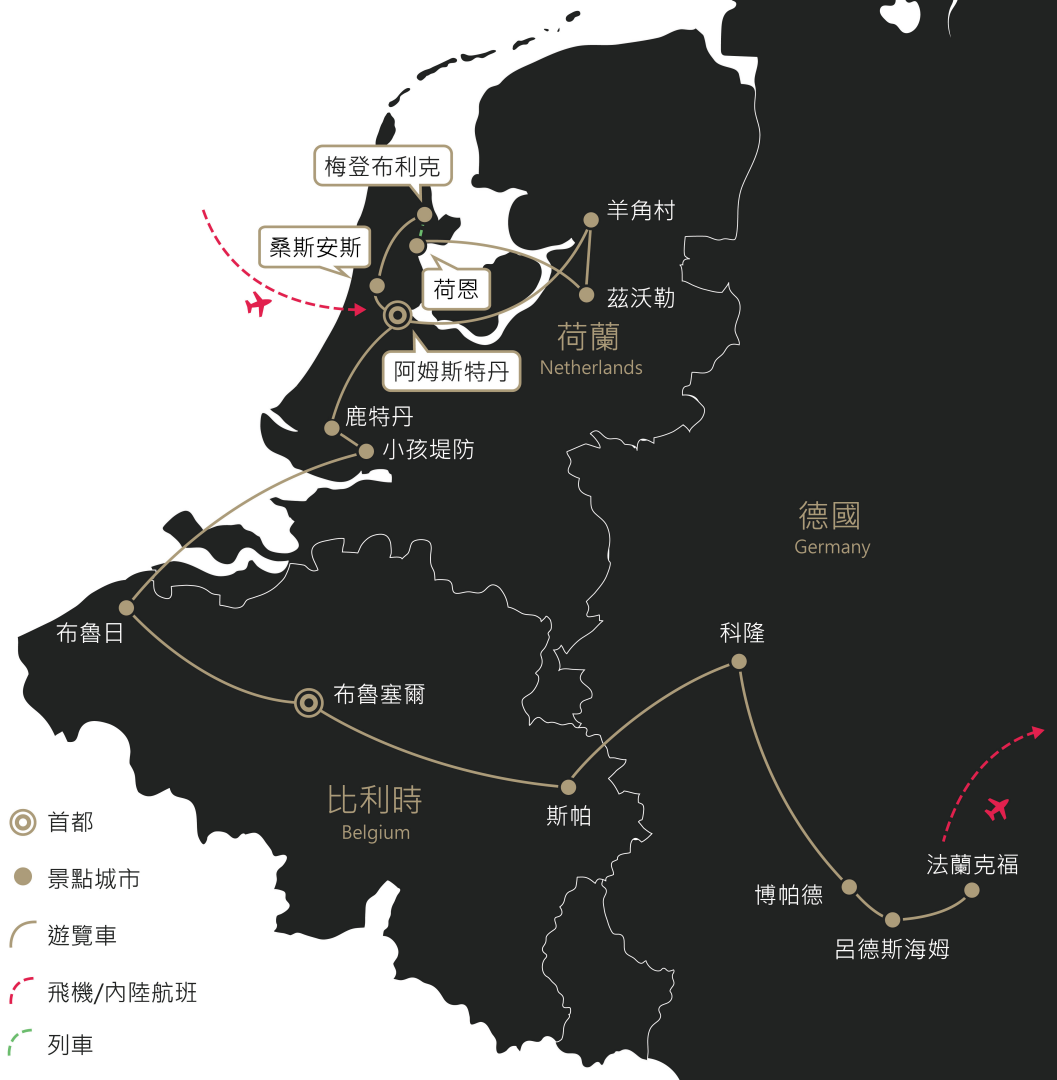 梅登布利克
羊角村
桑斯安斯
荷恩
茲沃勒
荷蘭
Netherlands
阿姆斯特丹
鹿特丹
小孩堤防
德國
Germany
布魯日
科隆
布魯塞爾
比利時
Belgium
斯帕
法蘭克福
博帕德
呂德斯海姆
首都
景點城市
遊覽車
飛機/內陸航班
列車